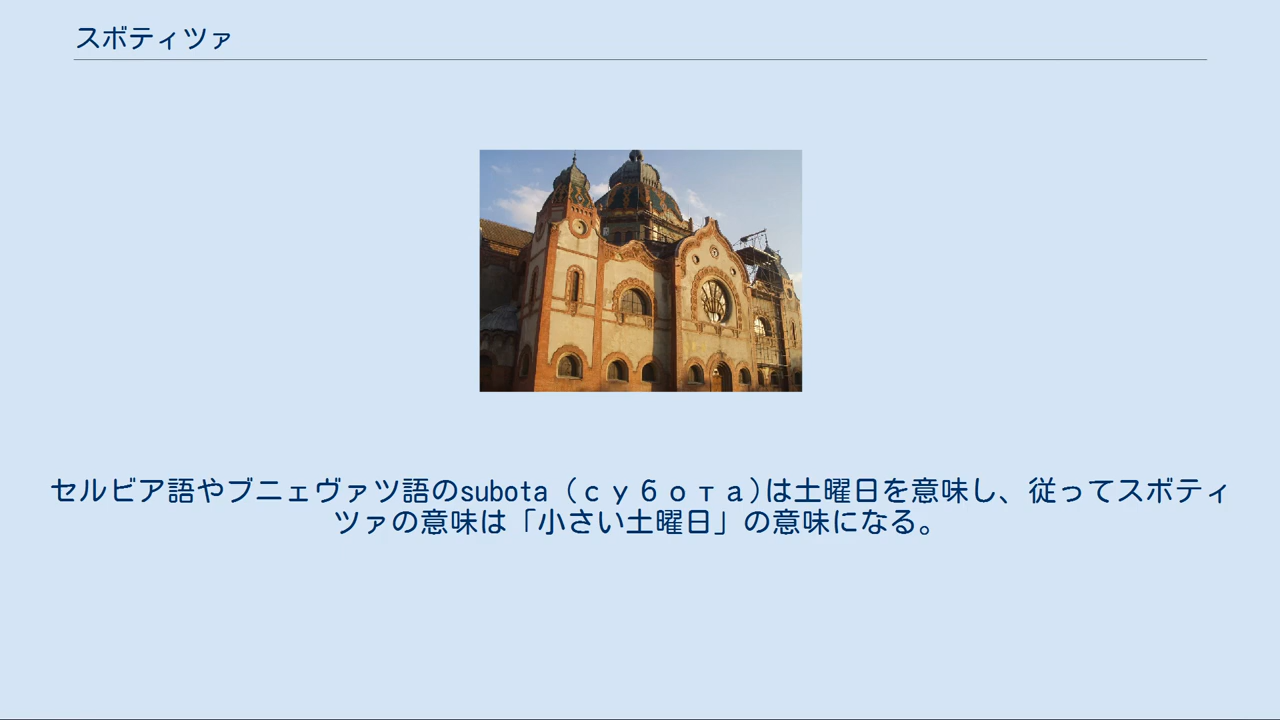 スボティツァ
セルビア語やブニェヴァツ語のsubota (субота)は土曜日を意味し、従ってスボティ
ツァの意味は「小さい土曜日」の意味になる。